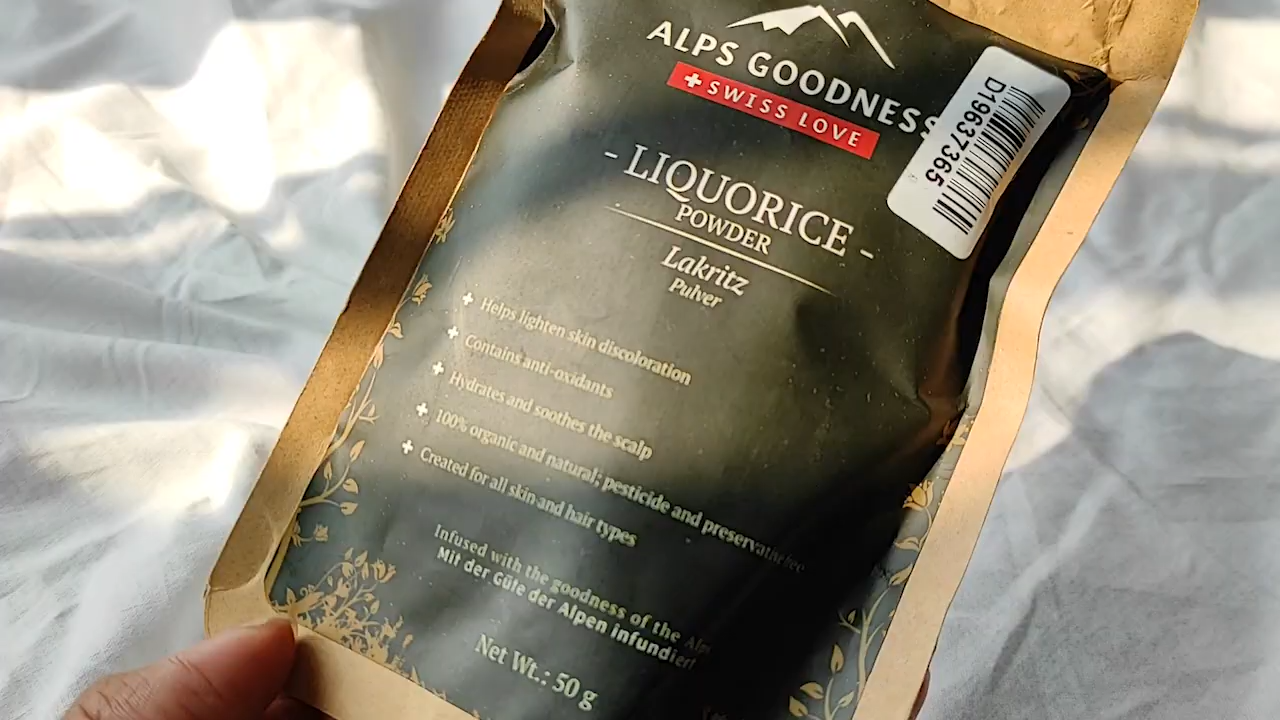 ALPS GOODNESS
SWISS LOVE
D19637365
- LIQUORICE -
POWDER
Lakritz
Pulver
Helps lighten skin discoloration
Contains anti-oxidants
Hydrates and soothes the scalp
100% organic and natural; pesticide and preservative free
Created for all skin and hair types
Infused with the goodness of the Alps
Mit der Güte der Alpen infundiert
Net Wt.: 50 g